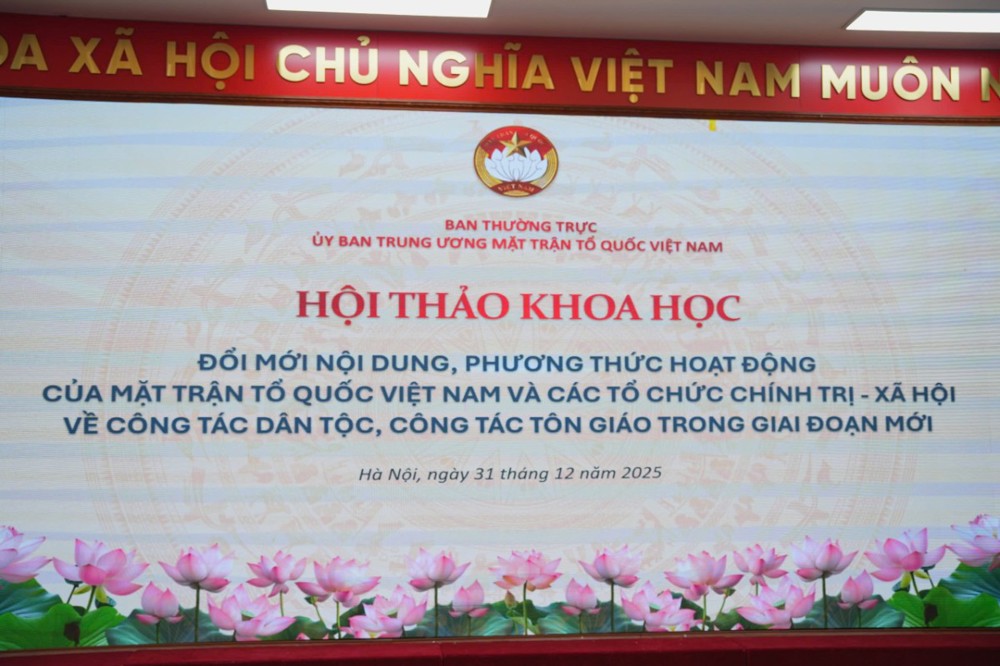 XÃ HỘI CHỦ NGHĨA VIỆT NAM MUÔN
VIỆT NAM
BAN THƯỜNG TRỰC
ỦY BAN TRUNG ƯƠNG MẶT TRẬN TỔ QUỐC VIỆT NAM
HỘI THẢO KHOA HỌC
ĐỔI MỚI NỘI DUNG, PHƯƠNG THỨC HOẠT ĐỘNG
CỦA MẶT TRẬN TỔ QUỐC VIỆT NAM VÀ CÁC TỔ CHỨC CHÍNH TRỊ - XÃ HỘI
VỀ CÔNG TÁC DÂN TỘC, CÔNG TÁC TÔN GIÁO TRONG GIAI ĐOẠN MỚI
Hà Nội, ngày 31 tháng 12 năm 2025